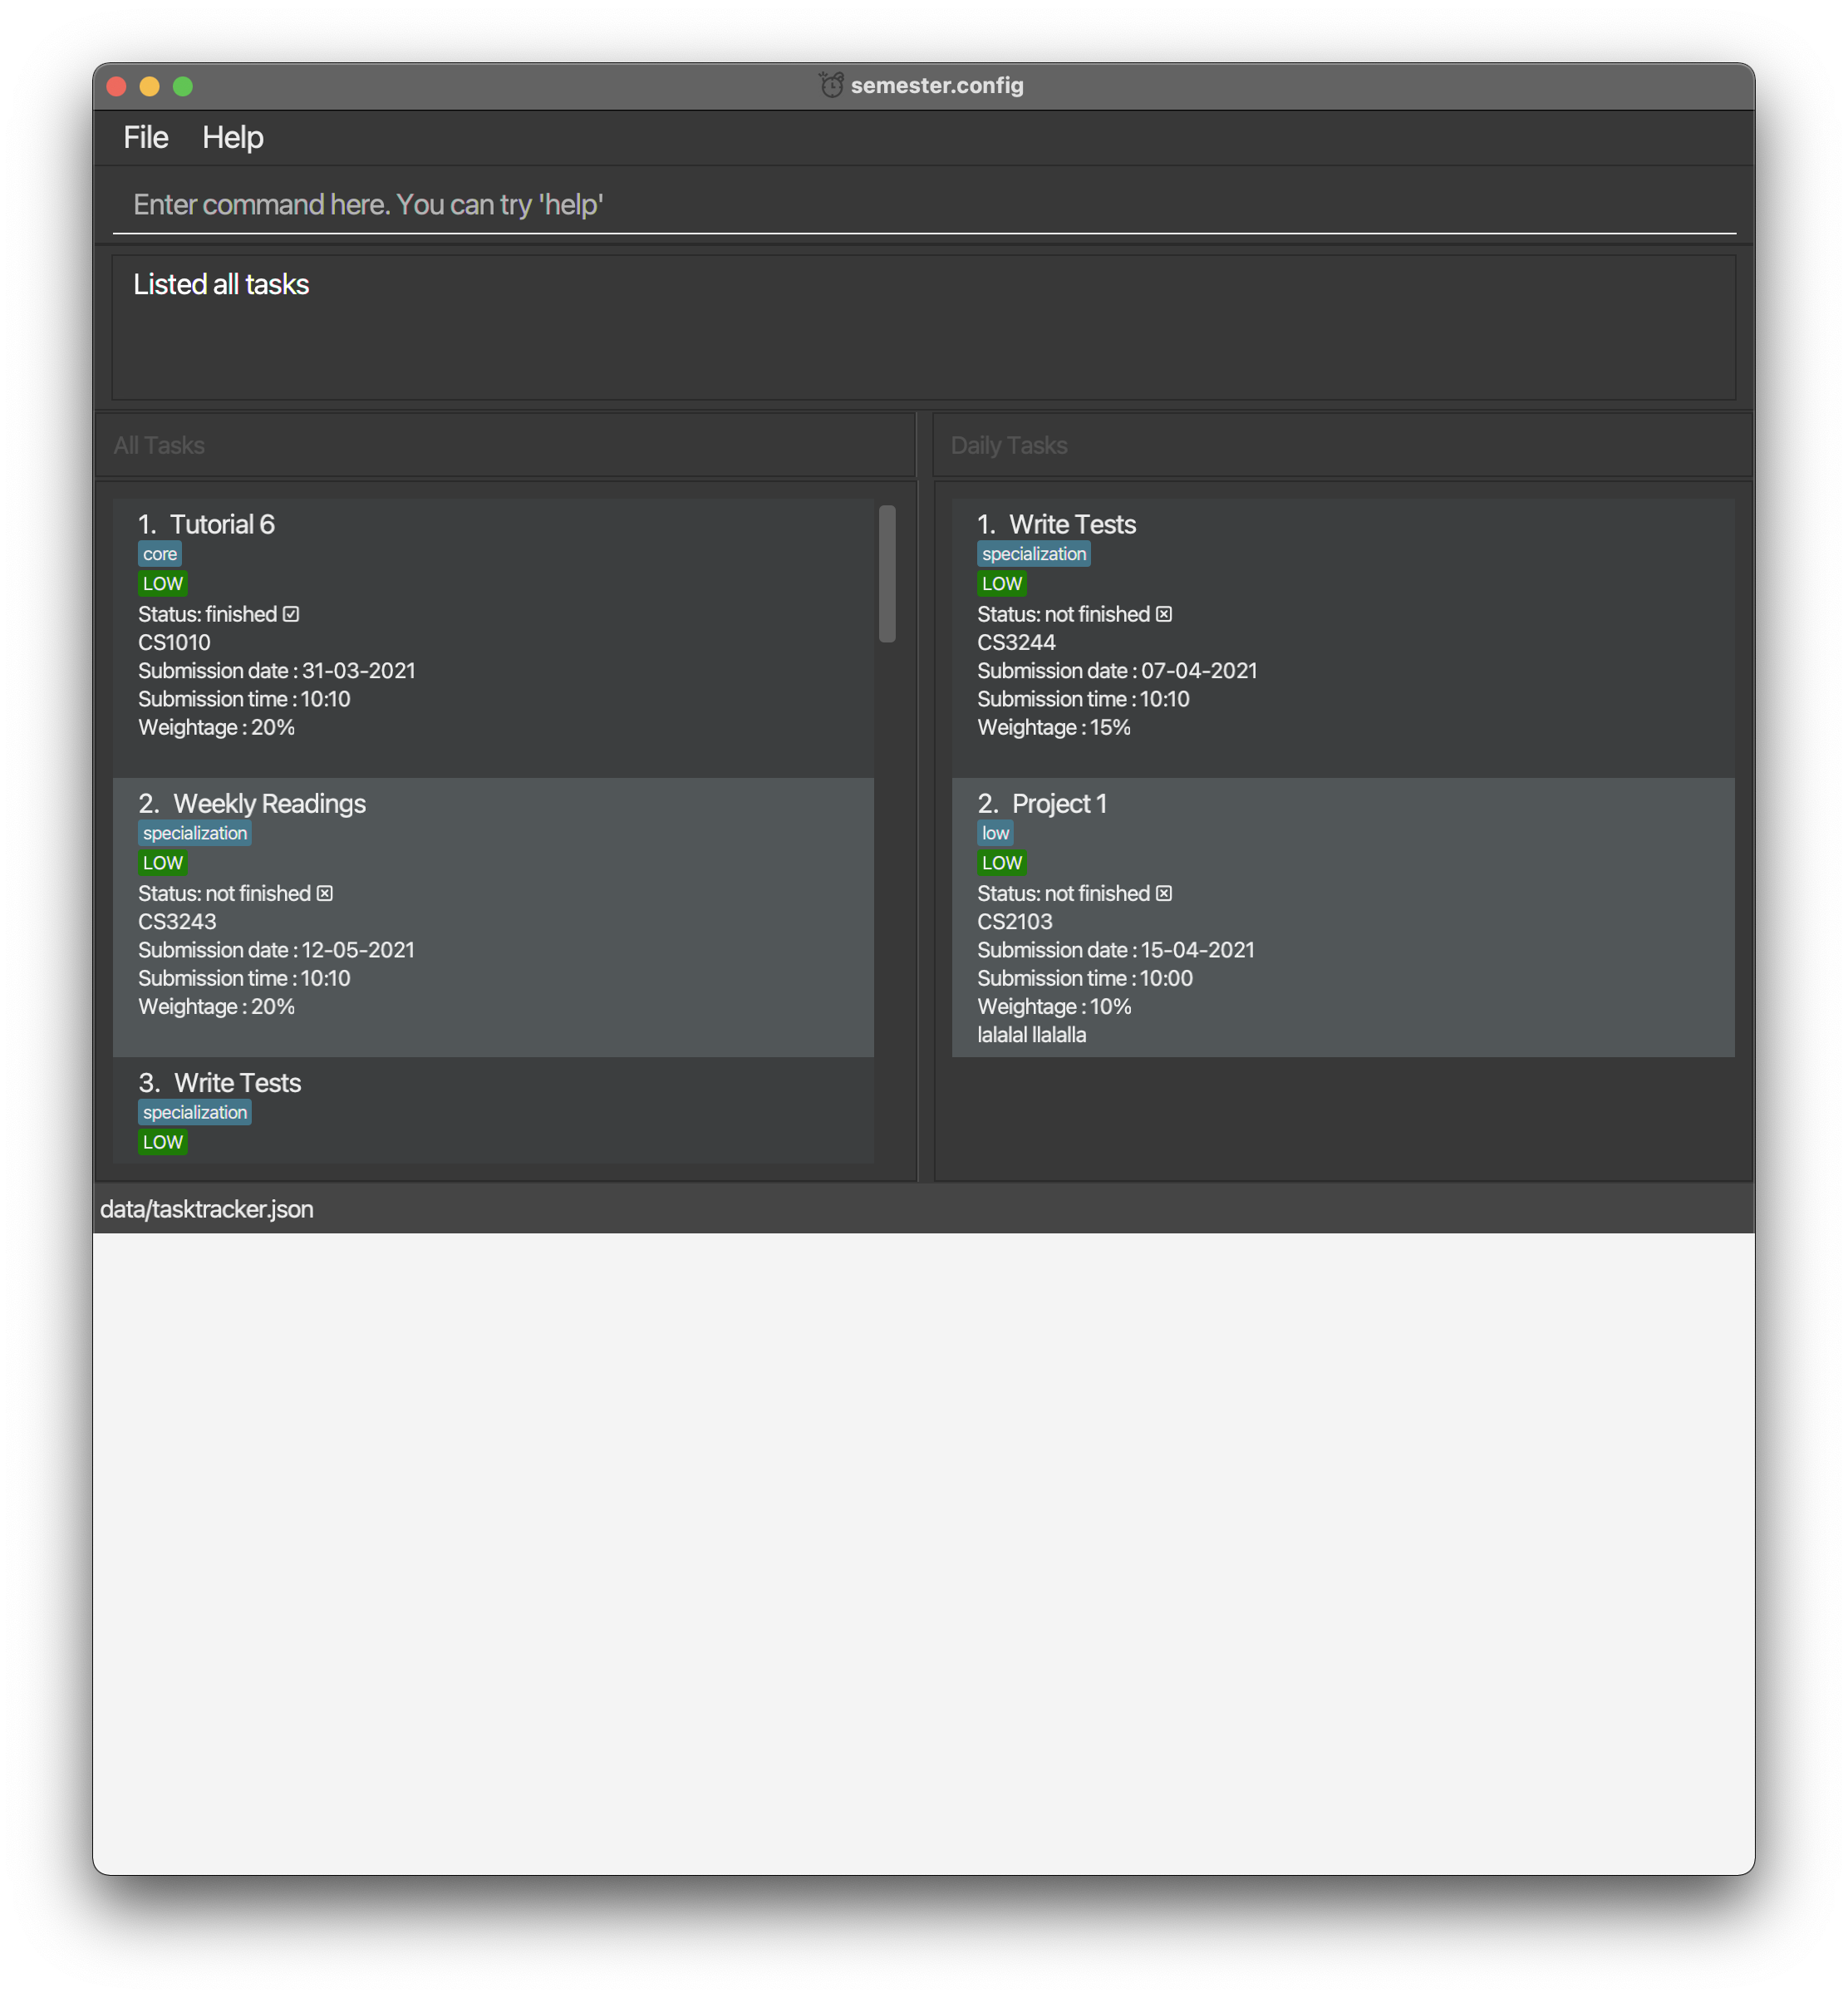 semester.config
File Help
Enter command here. You can try 'help'
Listed all tasks
All Tasks
1. Tutorial 6
core
LOW
Status: finished ☑
CS1010
Submission date : 31-03-2021
Submission time : 10:10
Weightage : 20%
2. Weekly Readings
specialization
LOW
Status: not finished ☒
CS3243
Submission date : 12-05-2021
Submission time : 10:10
Weightage : 20%
3. Write Tests
specialization
LOW
Daily Tasks
1. Write Tests
specialization
LOW
Status: not finished ☒
CS3244
Submission date : 07-04-2021
Submission time : 10:10
Weightage : 15%
2. Project 1
low
LOW
Status: not finished ☒
CS2103
Submission date : 15-04-2021
Submission time : 10:00
Weightage : 10%
lalalal llalalla
data/tasktracker.json